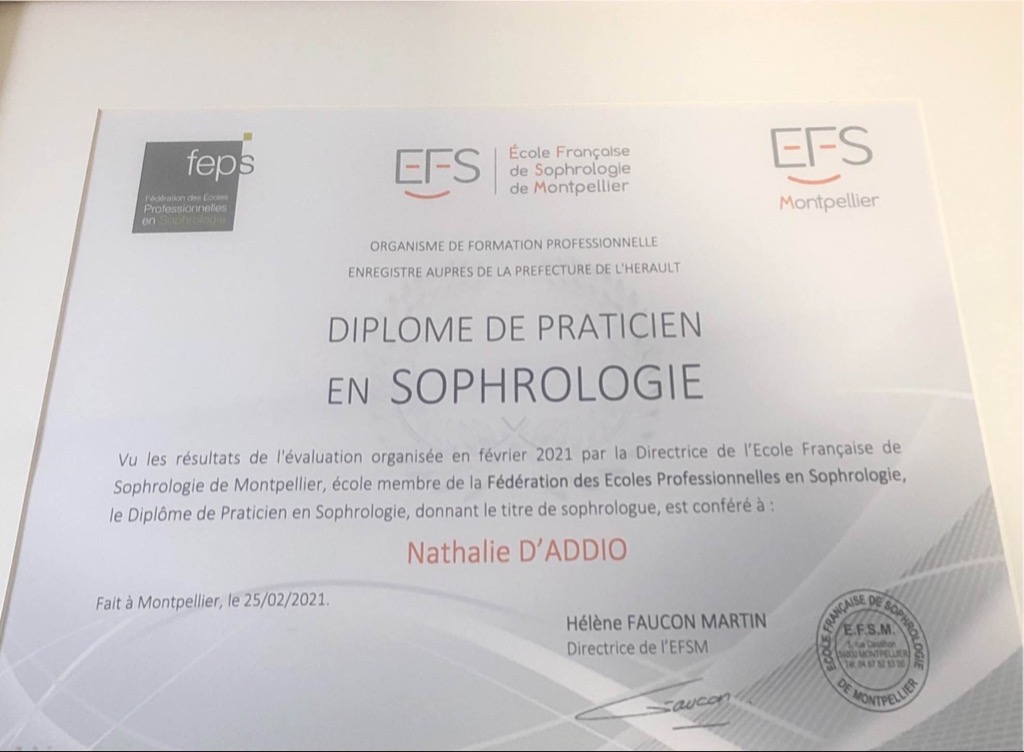 feps
Fédération des Ecoles
Professionnelles
en Sophrologie
EFS
École Française
de Sophrologie
de Montpellier
EFS
Montpellier
ORGANISME DE FORMATION PROFESSIONNELLE
ENREGISTRE AUPRES DE LA PREFECTURE DE L'HERAULT
DIPLOME DE PRATICIEN
EN SOPHROLOGIE
Vu les résultats de l'évaluation organisée en février 2021 par la Directrice de l'Ecole Française de
Sophrologie de Montpellier, école membre de la Fédération des Ecoles Professionnelles en Sophrologie,
le Diplôme de Praticien en Sophrologie, donnant le titre de sophrologue, est conféré à :
Nathalie D'ADDIO
Fait à Montpellier, le 25/02/2021.
Hélène FAUCON MARTIN
Directrice de l'EFSM
Faucon
ECOLE FRANÇAISE DE SOPHROLOGIE
DE MONTPELLIER
E.F.S.M.
MONTPELLIER